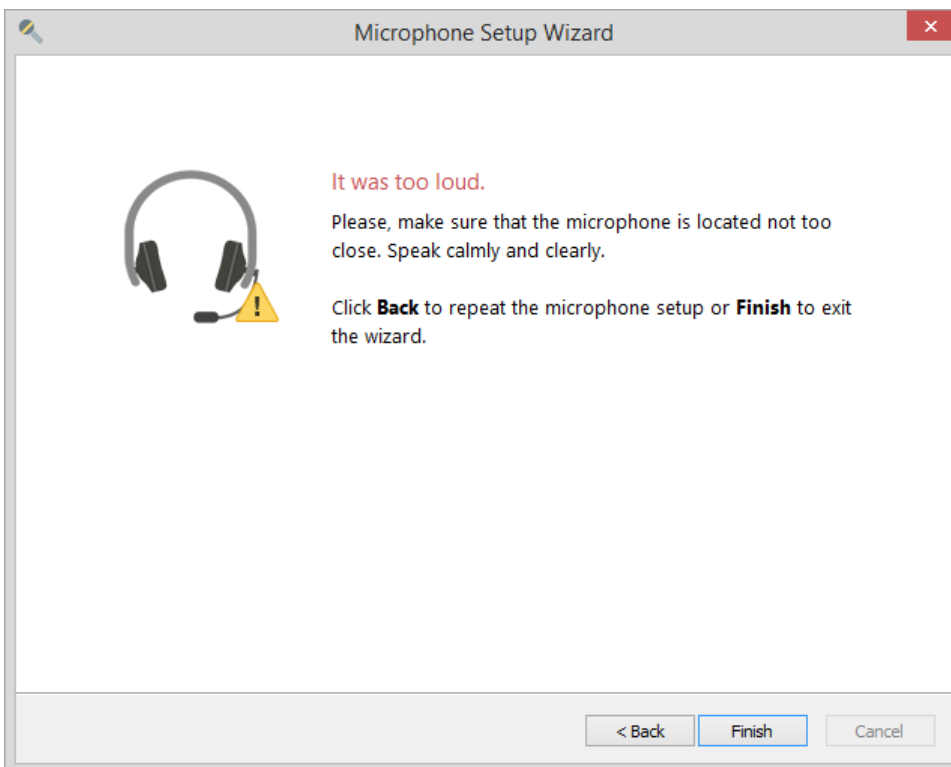 Microphone Setup Wizard
It was too loud.
Please, make sure that the microphone is located not too
close. Speak calmly and clearly.
Click Back to repeat the microphone setup or Finish to exit
the wizard.
< Back
Finish
Cancel